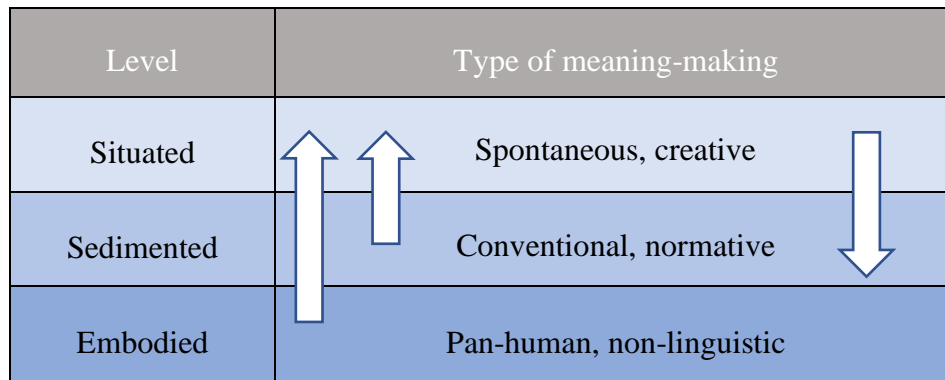 Level
Type of meaning-making
Situated
Spontaneous, creative
Sedimented
Conventional, normative
Embodied
Pan-human, non-linguistic